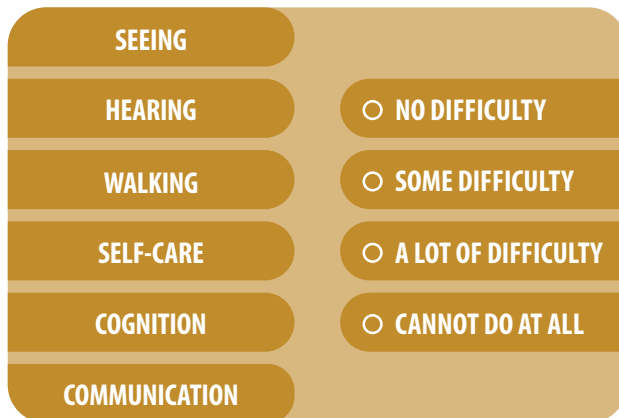 SEEING
HEARING
WALKING
SELF-CARE
COGNITION
COMMUNICATION
NO DIFFICULTY
SOME DIFFICULTY
A LOT OF DIFFICULTY
CANNOT DO AT ALL